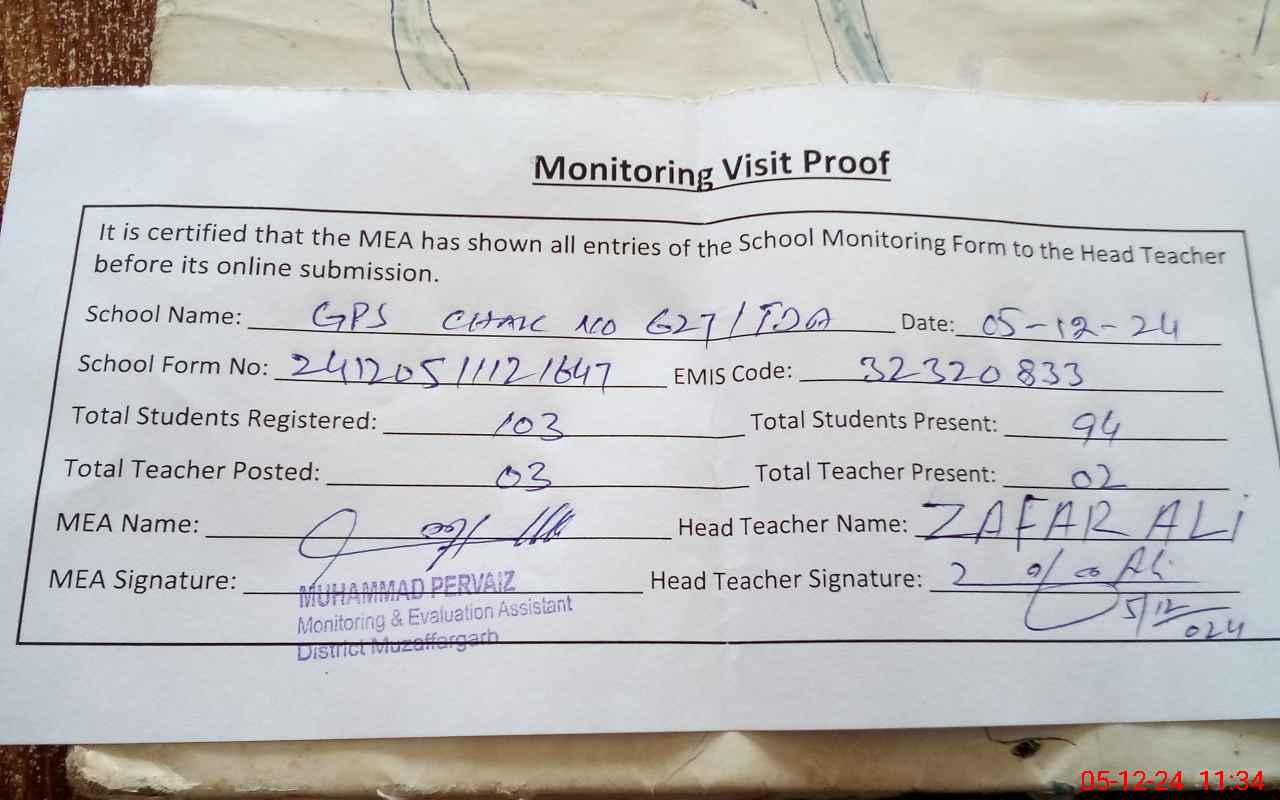 Monitoring Visit Proof
It is certified that the MEA has shown all entries of the School Monitoring Form to the Head Teacher
before its online submission.
School Name: GPS CHAK NO 627/TDA Date: 05-12-24
School Form No: 24120511121647 EMIS Code: 32320833
Total Students Registered: 103 Total Students Present: 94
Total Teacher Posted: 03 Total Teacher Present: 02
MEA Name: Head Teacher Name: ZAFAR ALi
MEA Signature: Head Teacher Signature: Ali
5/12
024
MUHAMMAD PERVAIZ
Monitoring & Evaluation Assistant
District Muzaffargarh
05-12-24 11:34